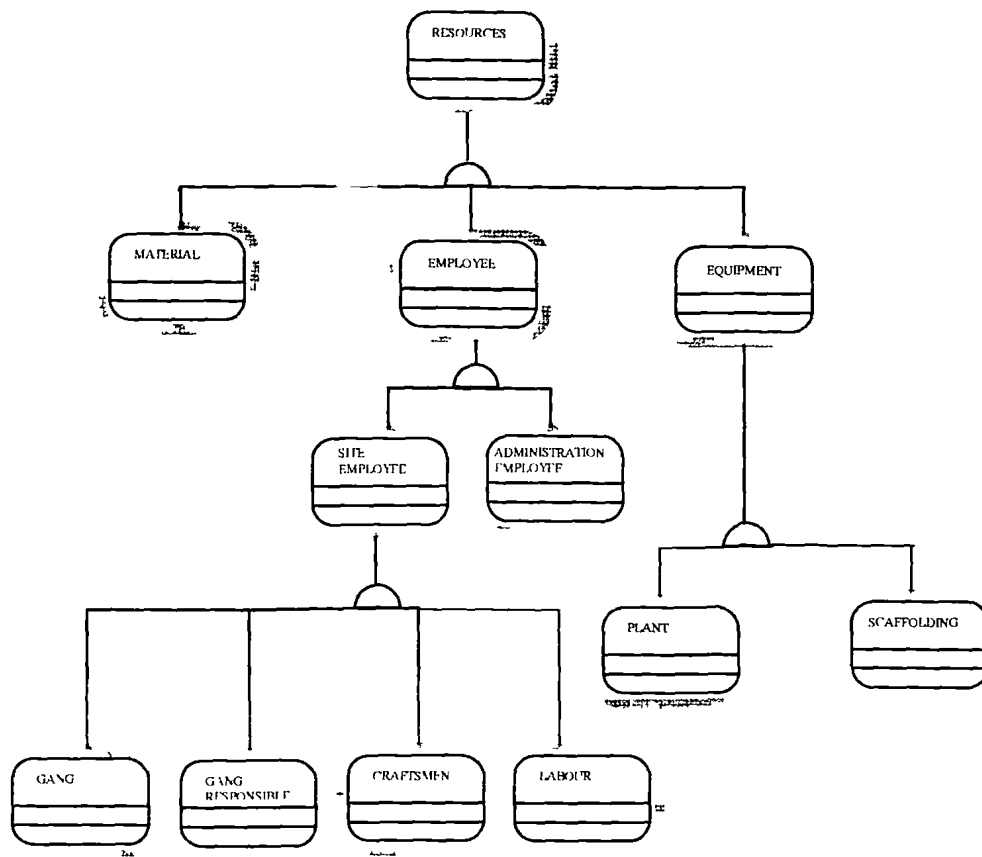 RESOURCES
MATERIAL
EMPLOYEE
EQUIPMENT
SITE
EMPLOYEE
ADMINISTRATION
EMPLOYEE
PLANT
SCAFFOLDING
GANG
GANG
RESPONSIBLE
CRAFTSMEN
LABOUR